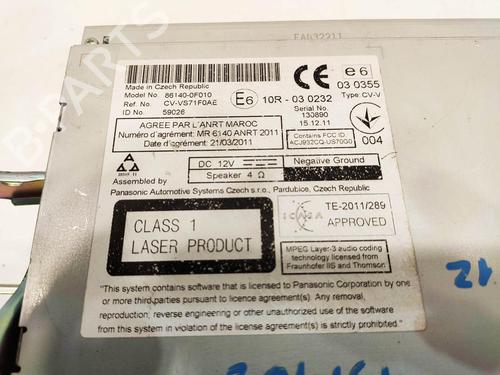 EA032211
Made in Czech Republic
Model No. 86140-0F010
Ref. No. CV-VS71F0AE
ID No. 59026
CE
e6
03 0355
Type: CV-V
E6 10R - 03 0232
Serial No.
130890
15.12.11
AGREE PAR L'ANRT MAROC
Numéro d'agrément: MR 6140 ANRT 2011
Date d'agrément: 21/03/2011
Contains FCC ID
ACJ932CQ-US70G0
004
DC 12V
Negative Ground
Speaker 4 Ω
Assembled by
Panasonic Automotive Systems Czech s.r.o., Pardubice, Czech Republic
CLASS 1
LASER PRODUCT
ICASA
TE-2011/289
APPROVED
MPEG Layer-3 audio coding
technology licensed from
Fraunhofer IIS and Thomson
"This system contains software that is licensed to Panasonic Corporation by one
or more third parties pursuant to licence agreement(s). Any removal,
reproduction, reverse engineering or other unauthorized use of the software
from this system in violation of the license agreement(s) is strictly prohibited."
12